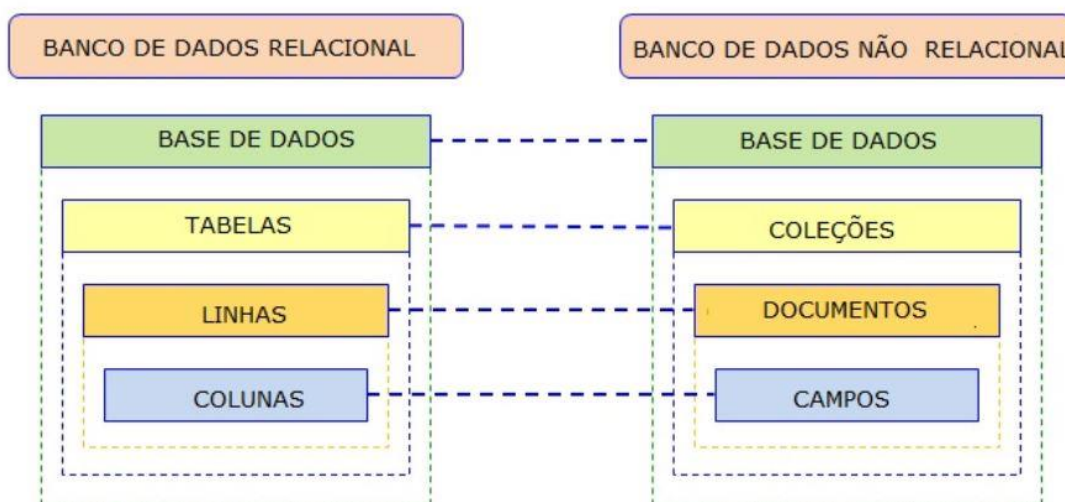 BANCO DE DADOS RELACIONAL
BANCO DE DADOS NÃO RELACIONAL
BASE DE DADOS
BASE DE DADOS
TABELAS
COLEÇÕES
LINHAS
DOCUMENTOS
COLUNAS
CAMPOS